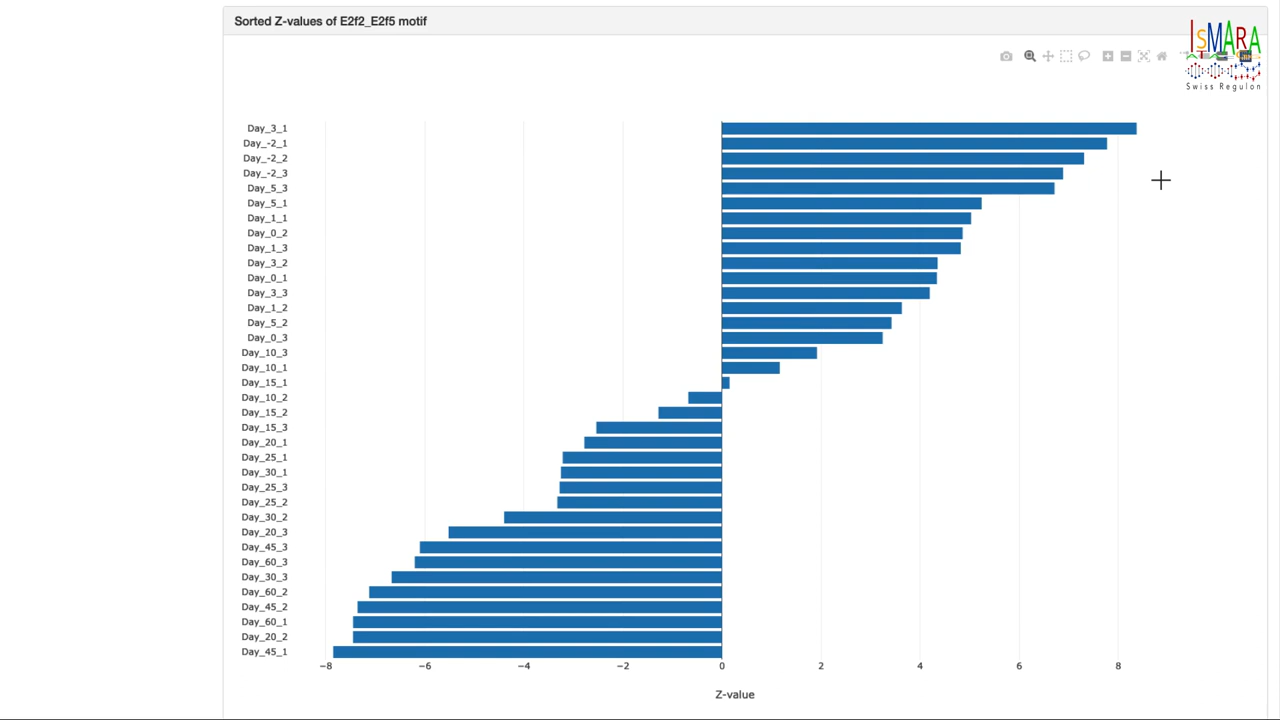 Sorted Z-values of E2f2_E2f5 motif
ISMARA
Swiss Regulon
Day_3_1
Day_-2_1
Day_-2_2
Day_-2_3
Day_5_3
Day_5_1
Day_1_1
Day_0_2
Day_1_3
Day_3_2
Day_0_1
Day_3_3
Day_1_2
Day_5_2
Day_0_3
Day_10_3
Day_10_1
Day_15_1
Day_10_2
Day_15_2
Day_15_3
Day_20_1
Day_25_1
Day_30_1
Day_25_3
Day_25_2
Day_30_2
Day_20_3
Day_45_3
Day_60_3
Day_30_3
Day_60_2
Day_45_2
Day_60_1
Day_20_2
Day_45_1
−8 −6 −4 −2 0 2 4 6 8
Z-value